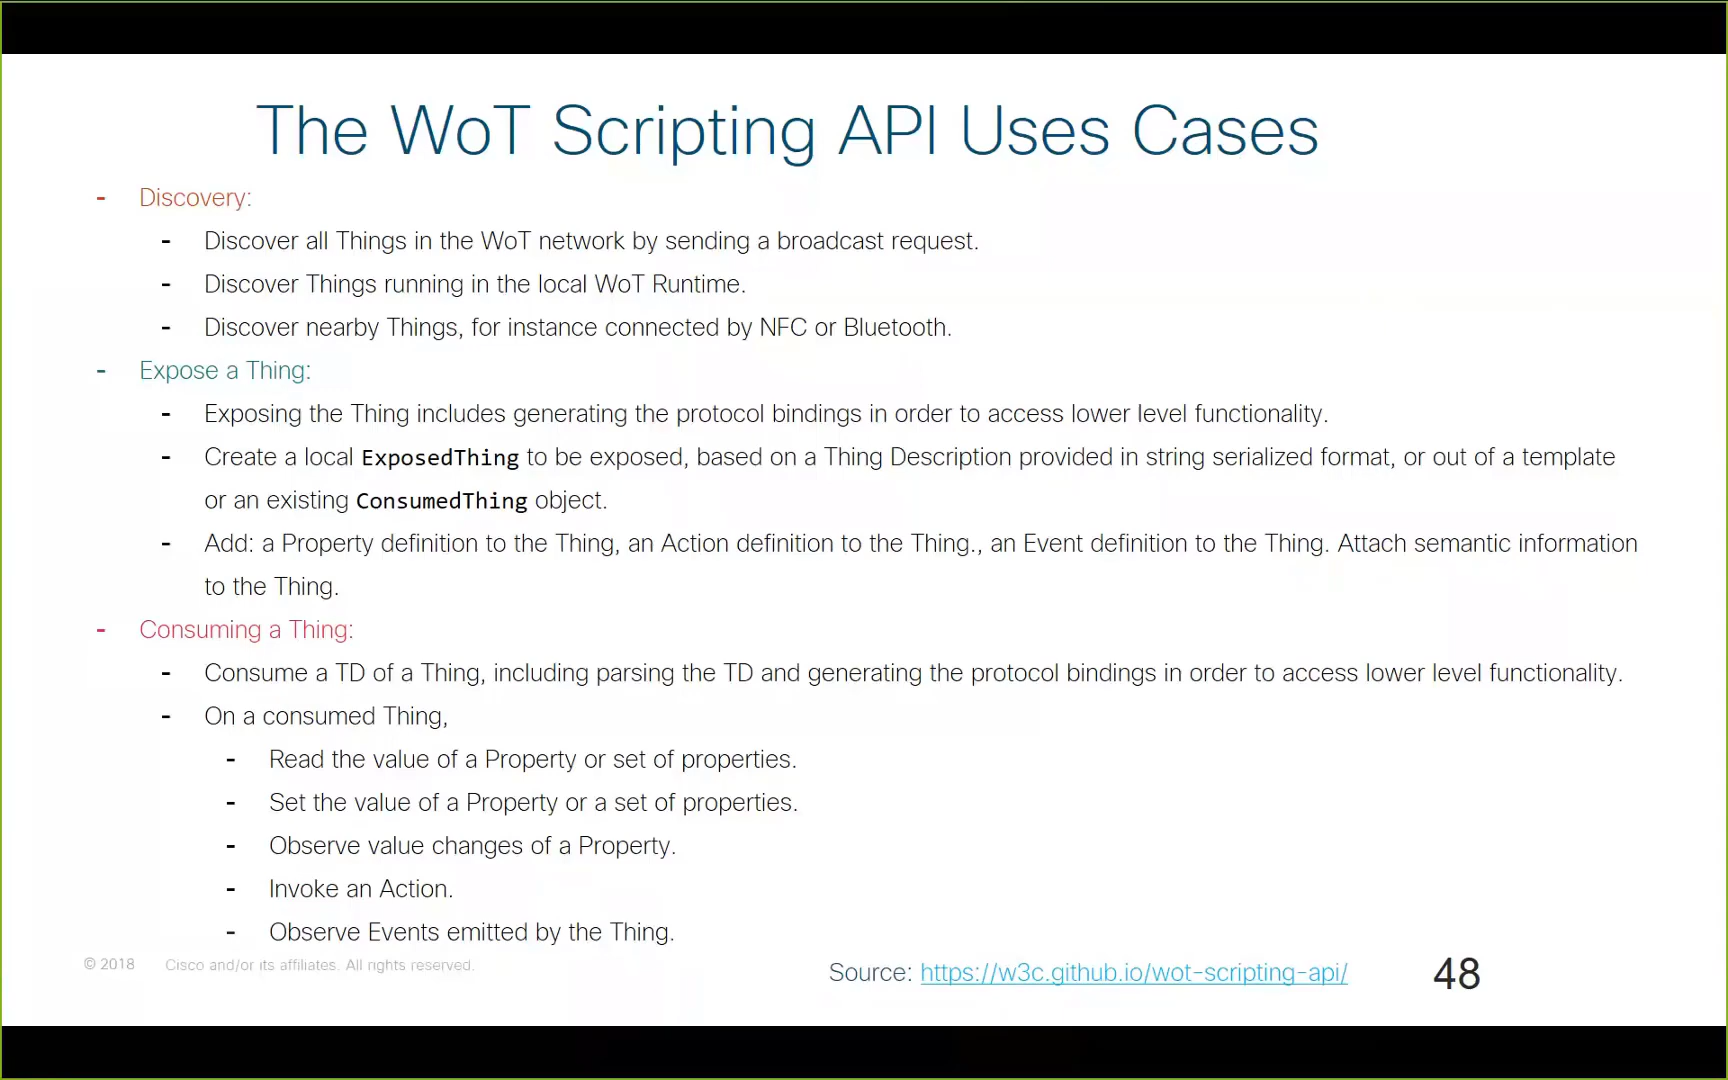 The WoT Scripting API Uses Cases
- Discovery:
- Discover all Things in the WoT network by sending a broadcast request.
- Discover Things running in the local WoT Runtime.
- Discover nearby Things, for instance connected by NFC or Bluetooth.
- Expose a Thing:
- Exposing the Thing includes generating the protocol bindings in order to access lower level functionality.
- Create a local ExposedThing to be exposed, based on a Thing Description provided in string serialized format, or out of a template
or an existing ConsumedThing object.
- Add: a Property definition to the Thing, an Action definition to the Thing., an Event definition to the Thing. Attach semantic information
to the Thing.
- Consuming a Thing:
- Consume a TD of a Thing, including parsing the TD and generating the protocol bindings in order to access lower level functionality.
- On a consumed Thing,
- Read the value of a Property or set of properties.
- Set the value of a Property or a set of properties.
- Observe value changes of a Property.
- Invoke an Action.
- Observe Events emitted by the Thing.
© 2018 Cisco and/or its affiliates. All rights reserved.
Source: https://w3c.github.io/wot-scripting-api/
48